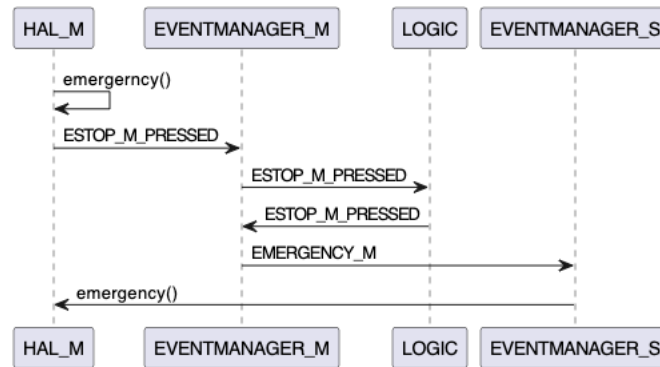 HAL_M EVENTMANAGER_M LOGIC EVENTMANAGER_S
emergerncy()
ESTOP_M_PRESSED
ESTOP_M_PRESSED
ESTOP_M_PRESSED
EMERGENCY_M
emergency()
HAL_M EVENTMANAGER_M LOGIC EVENTMANAGER_S